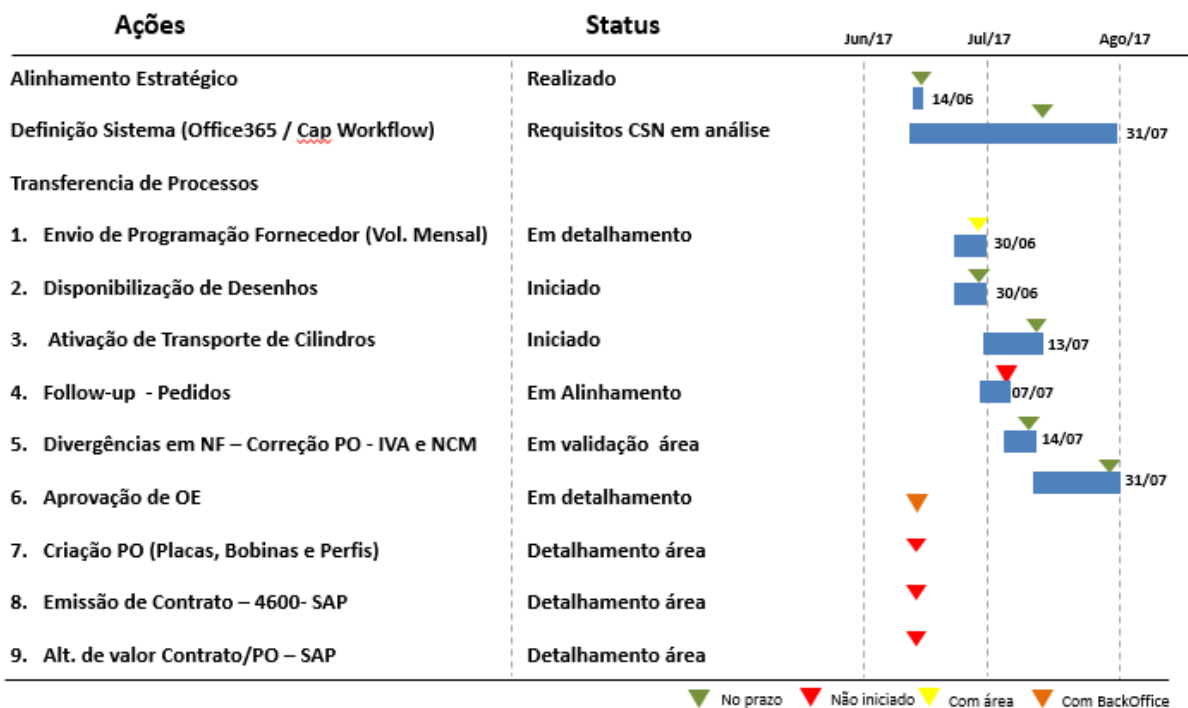 Ações Status Jun/17 Jul/17 Ago/17
Alinhamento Estratégico Realizado 14/06
Definição Sistema (Office365 / Cap Workflow) Requisitos CSN em análise 31/07
Transferencia de Processos
1. Envio de Programação Fornecedor (Vol. Mensal) Em detalhamento 30/06
2. Disponibilização de Desenhos Iniciado 30/06
3. Ativação de Transporte de Cilindros Iniciado 13/07
4. Follow-up - Pedidos Em Alinhamento 07/07
5. Divergências em NF – Correção PO - IVA e NCM Em validação área 14/07
6. Aprovação de OE Em detalhamento 31/07
7. Criação PO (Placas, Bobinas e Perfis) Detalhamento área
8. Emissão de Contrato – 4600- SAP Detalhamento área
9. Alt. de valor Contrato/PO – SAP Detalhamento área
No prazo Não iniciado Com área Com BackOffice